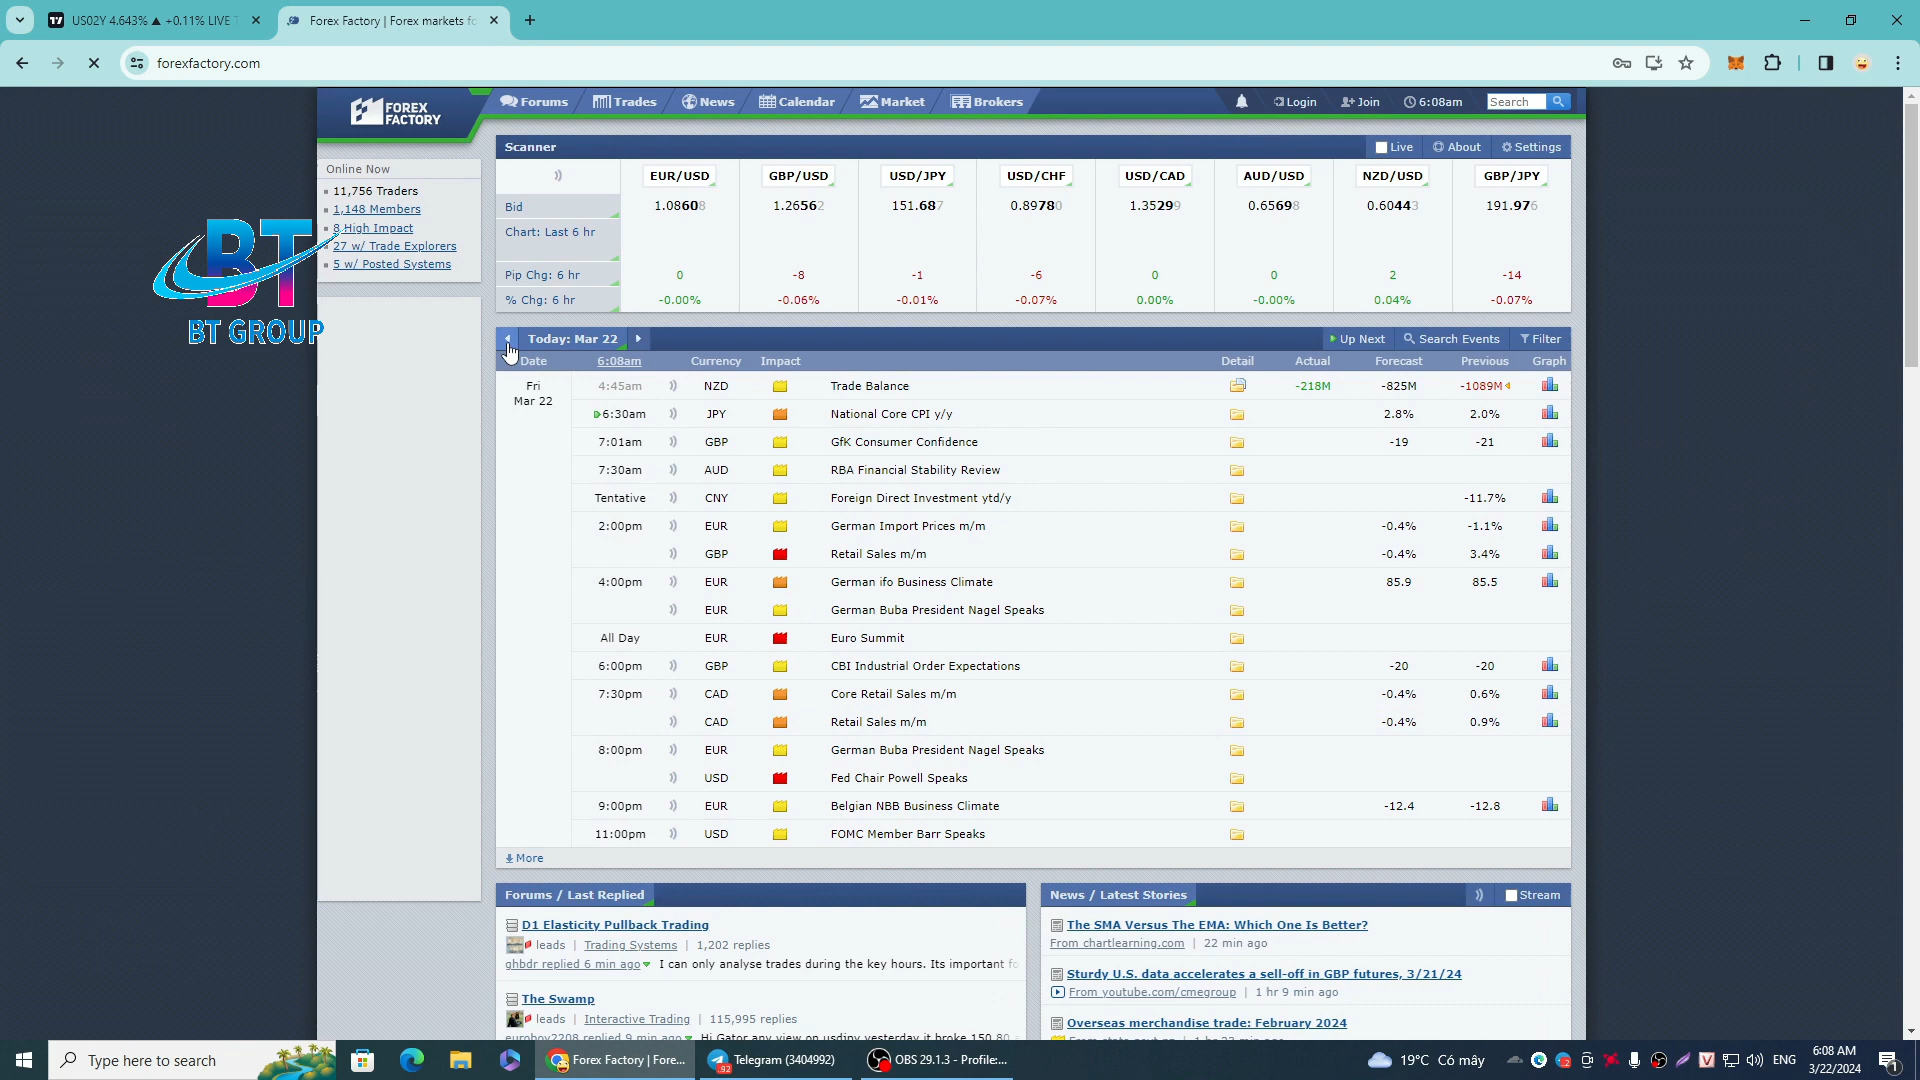 US02Y 4.643% ▲ +0.11% LIVE
Forex Factory | Forex markets fo
forexfactory.com
FOREX FACTORY
Forums
Trades
News
Calendar
Market
Brokers
Login
Join
6:08am
Search
Online Now
11,756 Traders
1,148 Members
8 High Impact
27 w/ Trade Explorers
5 w/ Posted Systems
BT
BT GROUP
Scanner
Live
About
Settings
EUR/USD GBP/USD USD/JPY USD/CHF USD/CAD AUD/USD NZD/USD GBP/JPY
Bid 1.08608 1.26562 151.687 0.89780 1.35299 0.65698 0.60443 191.976
Chart: Last 6 hr
Pip Chg: 6 hr 0 -8 -1 -6 0 0 2 -14
% Chg: 6 hr -0.00% -0.06% -0.01% -0.07% 0.00% -0.00% 0.04% -0.07%
Today: Mar 22
Up Next
Search Events
Filter
Date 6:08am Currency Impact Detail Actual Forecast Previous Graph
Fri
Mar 22
4:45am NZD Trade Balance -218M -825M -1089M
6:30am JPY National Core CPI y/y 2.8% 2.0%
7:01am GBP GfK Consumer Confidence -19 -21
7:30am AUD RBA Financial Stability Review
Tentative CNY Foreign Direct Investment ytd/y -11.7%
2:00pm EUR German Import Prices m/m -0.4% -1.1%
GBP Retail Sales m/m -0.4% 3.4%
4:00pm EUR German ifo Business Climate 85.9 85.5
EUR German Buba President Nagel Speaks
All Day EUR Euro Summit
6:00pm GBP CBI Industrial Order Expectations -20 -20
7:30pm CAD Core Retail Sales m/m -0.4% 0.6%
CAD Retail Sales m/m -0.4% 0.9%
8:00pm EUR German Buba President Nagel Speaks
USD Fed Chair Powell Speaks
9:00pm EUR Belgian NBB Business Climate -12.4 -12.8
11:00pm USD FOMC Member Barr Speaks
More
Forums / Last Replied
D1 Elasticity Pullback Trading
leads | Trading Systems | 1,202 replies
ghbdr replied 6 min ago I can only analyse trades during the key hours. Its important fo
The Swamp
leads | Interactive Trading | 115,995 replies
euroboy2208 replied 9 min ago Hi Gator any view on usdjpy yesterday it broke 150.80
News / Latest Stories
Stream
The SMA Versus The EMA: Which One Is Better?
From chartlearning.com | 22 min ago
Sturdy U.S. data accelerates a sell-off in GBP futures, 3/21/24
From youtube.com/cmegroup | 1 hr 9 min ago
Overseas merchandise trade: February 2024
Type here to search
Forex Factory | Fore...
Telegram (3404992)
OBS 29.1.3 - Profile:...
19°C Có mây
ENG
6:08 AM
3/22/2024